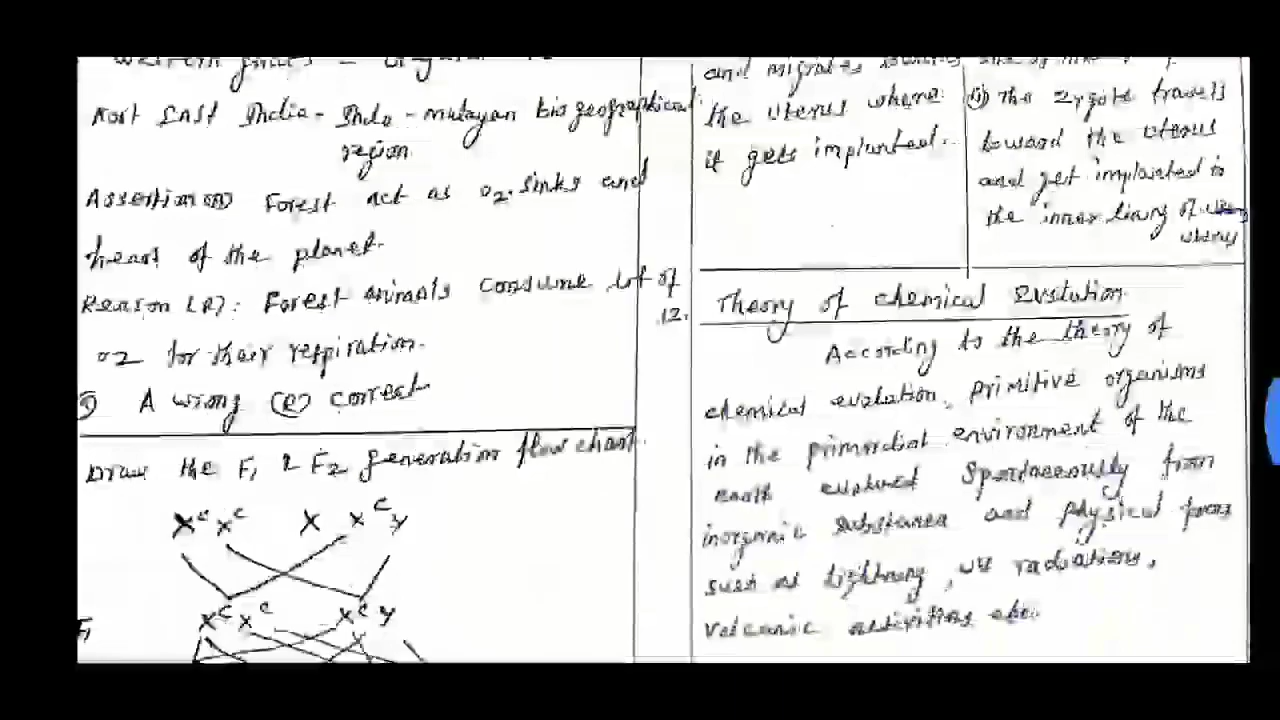 Nort East India - Indo - malayan biogeographical
region
Assertion (A) Forest act as O2. sinks and
heart of the planet.
Reason (R): Forest animals consume lot of
O2 for their respiration.
A wrong (R) correct
Draw the F1 & F2 generation flow chart.
X^c X^c X X^C Y
X^C X^c X^C Y
F1
and migrates
the uterus where
it gets implanted..
(ii) The zygote travels
toward the uterus
and get implanted in
the inner lining of
uterus
12.
Theory of chemical Evolution
According to the theory of
chemical evolution, primitive organisms
in the primordial environment of the
earth evolved spontaneously from
inorganic substances and physical forces
such as lightning, UV radiations,
volcanic activities etc.